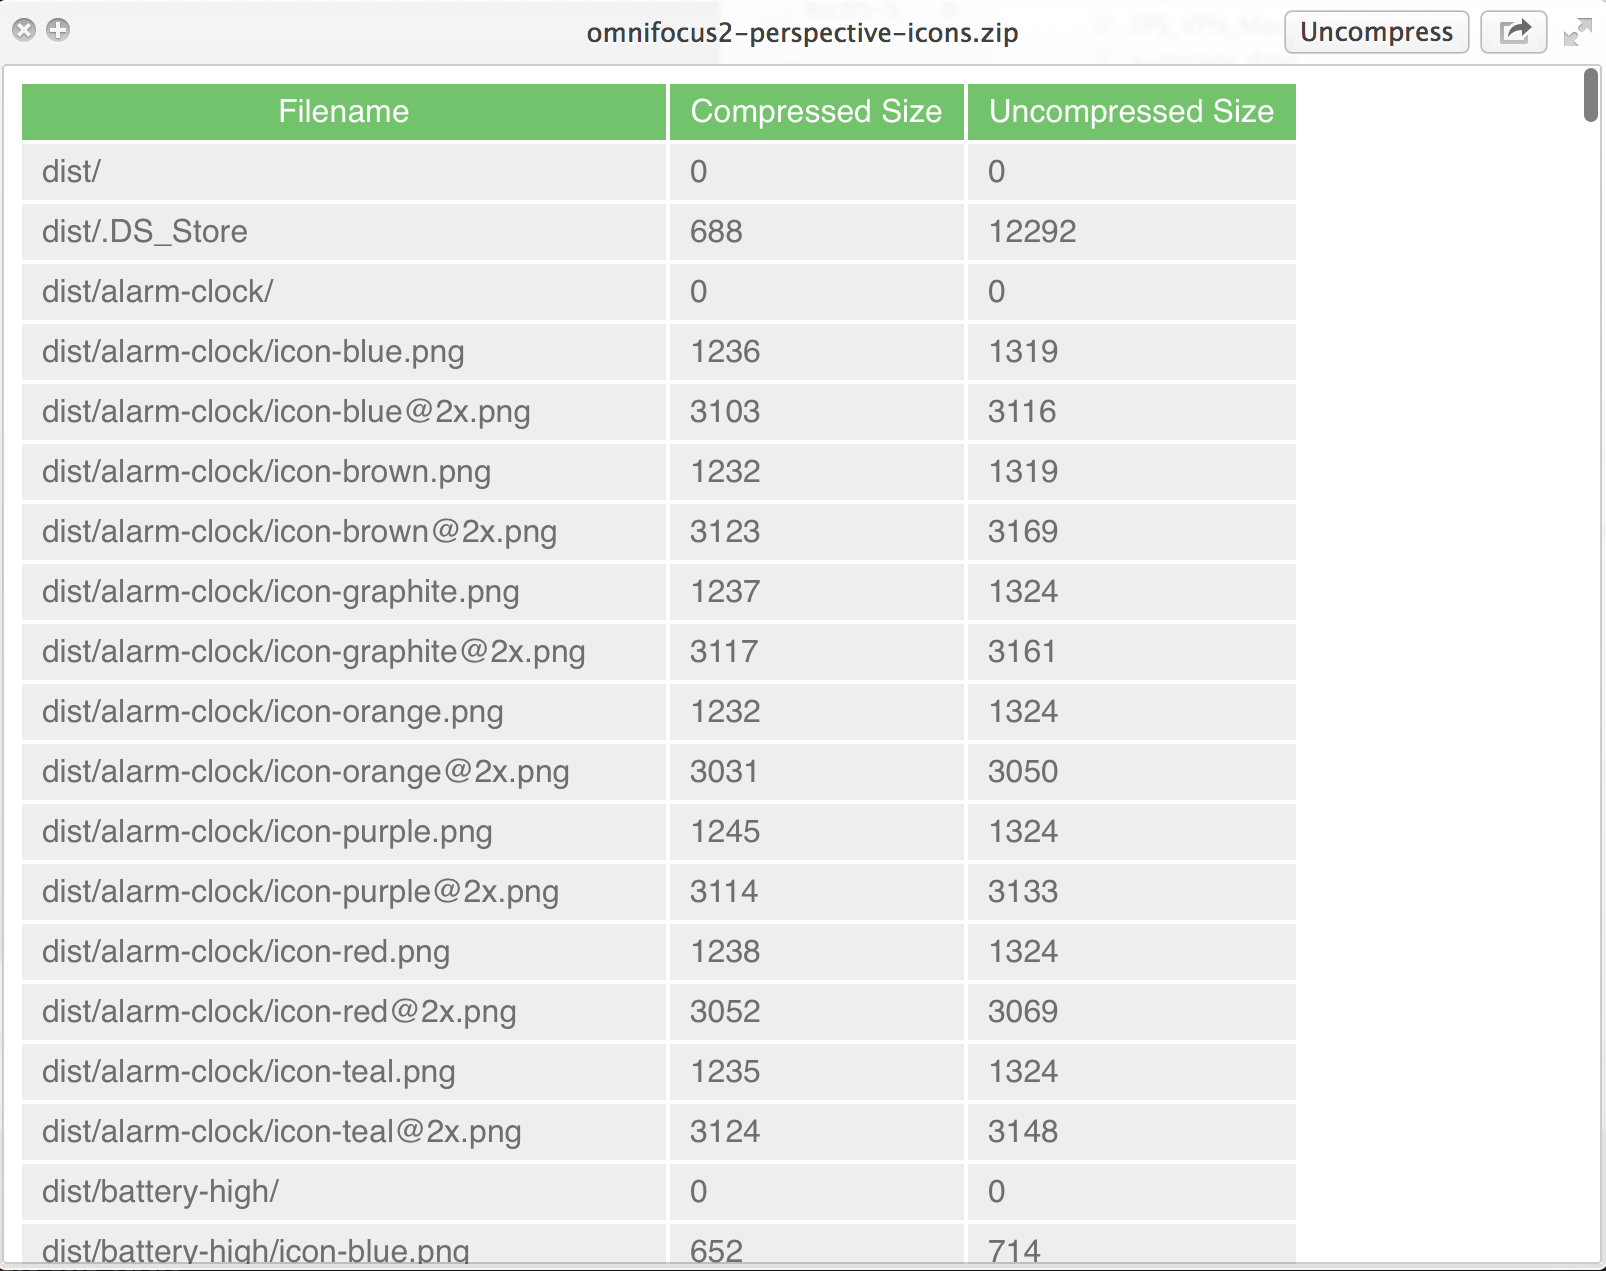 omnifocus2-perspective-icons.zip Uncompress
Filename Compressed Size Uncompressed Size
dist/ 0 0
dist/.DS_Store 688 12292
dist/alarm-clock/ 0 0
dist/alarm-clock/icon-blue.png 1236 1319
dist/alarm-clock/icon-blue@2x.png 3103 3116
dist/alarm-clock/icon-brown.png 1232 1319
dist/alarm-clock/icon-brown@2x.png 3123 3169
dist/alarm-clock/icon-graphite.png 1237 1324
dist/alarm-clock/icon-graphite@2x.png 3117 3161
dist/alarm-clock/icon-orange.png 1232 1324
dist/alarm-clock/icon-orange@2x.png 3031 3050
dist/alarm-clock/icon-purple.png 1245 1324
dist/alarm-clock/icon-purple@2x.png 3114 3133
dist/alarm-clock/icon-red.png 1238 1324
dist/alarm-clock/icon-red@2x.png 3052 3069
dist/alarm-clock/icon-teal.png 1235 1324
dist/alarm-clock/icon-teal@2x.png 3124 3148
dist/battery-high/ 0 0
dist/battery-high/icon-blue.png 652 714